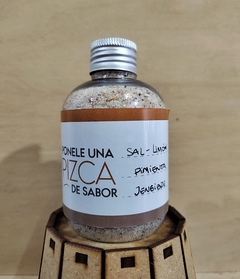 PONELE UNA
PIZCA
DE SABOR
SAL - LIMON
PIMIENTA
JENGIBRE